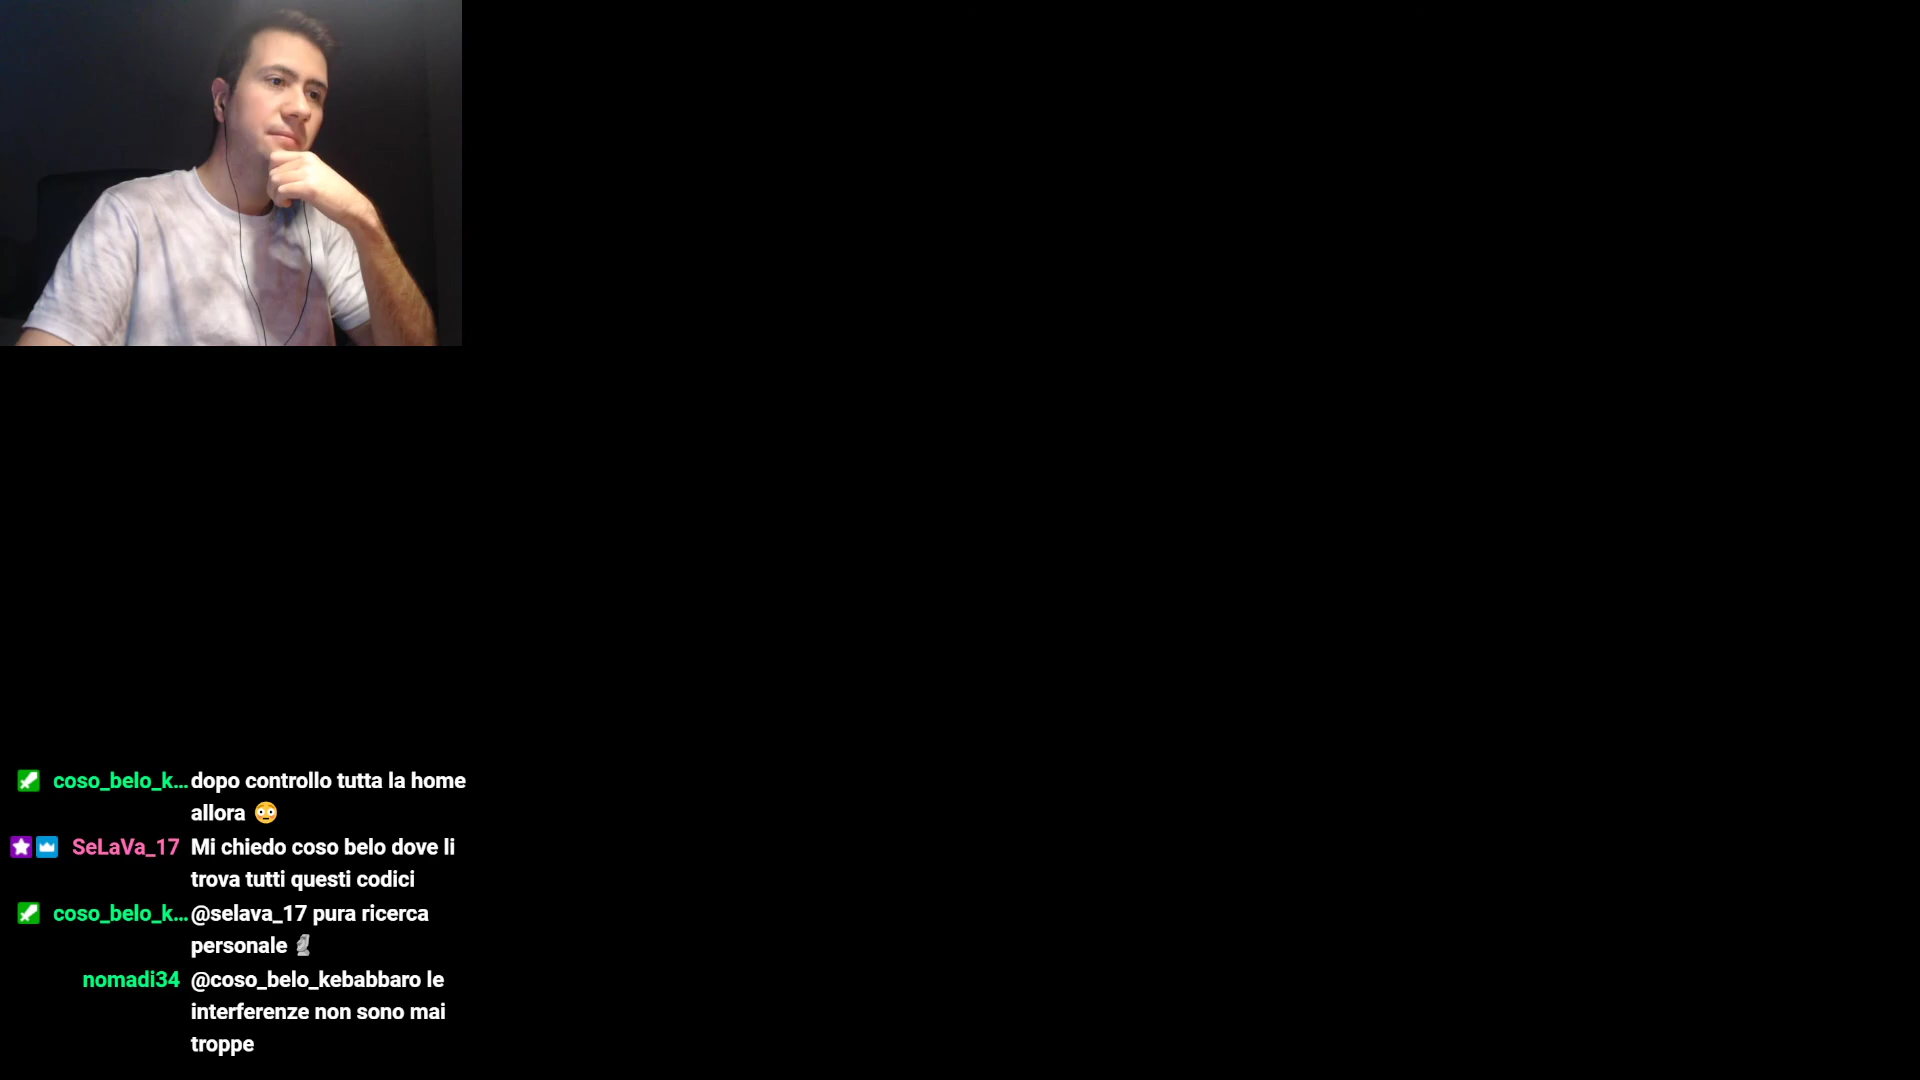 coso_belo_k... dopo controllo tutta la home
allora 😳
SeLaVa_17 Mi chiedo coso belo dove li
trova tutti questi codici
coso_belo_k... @selava_17 pura ricerca
personale 🗿
nomadi34 @coso_belo_kebabbaro le
interferenze non sono mai
troppe